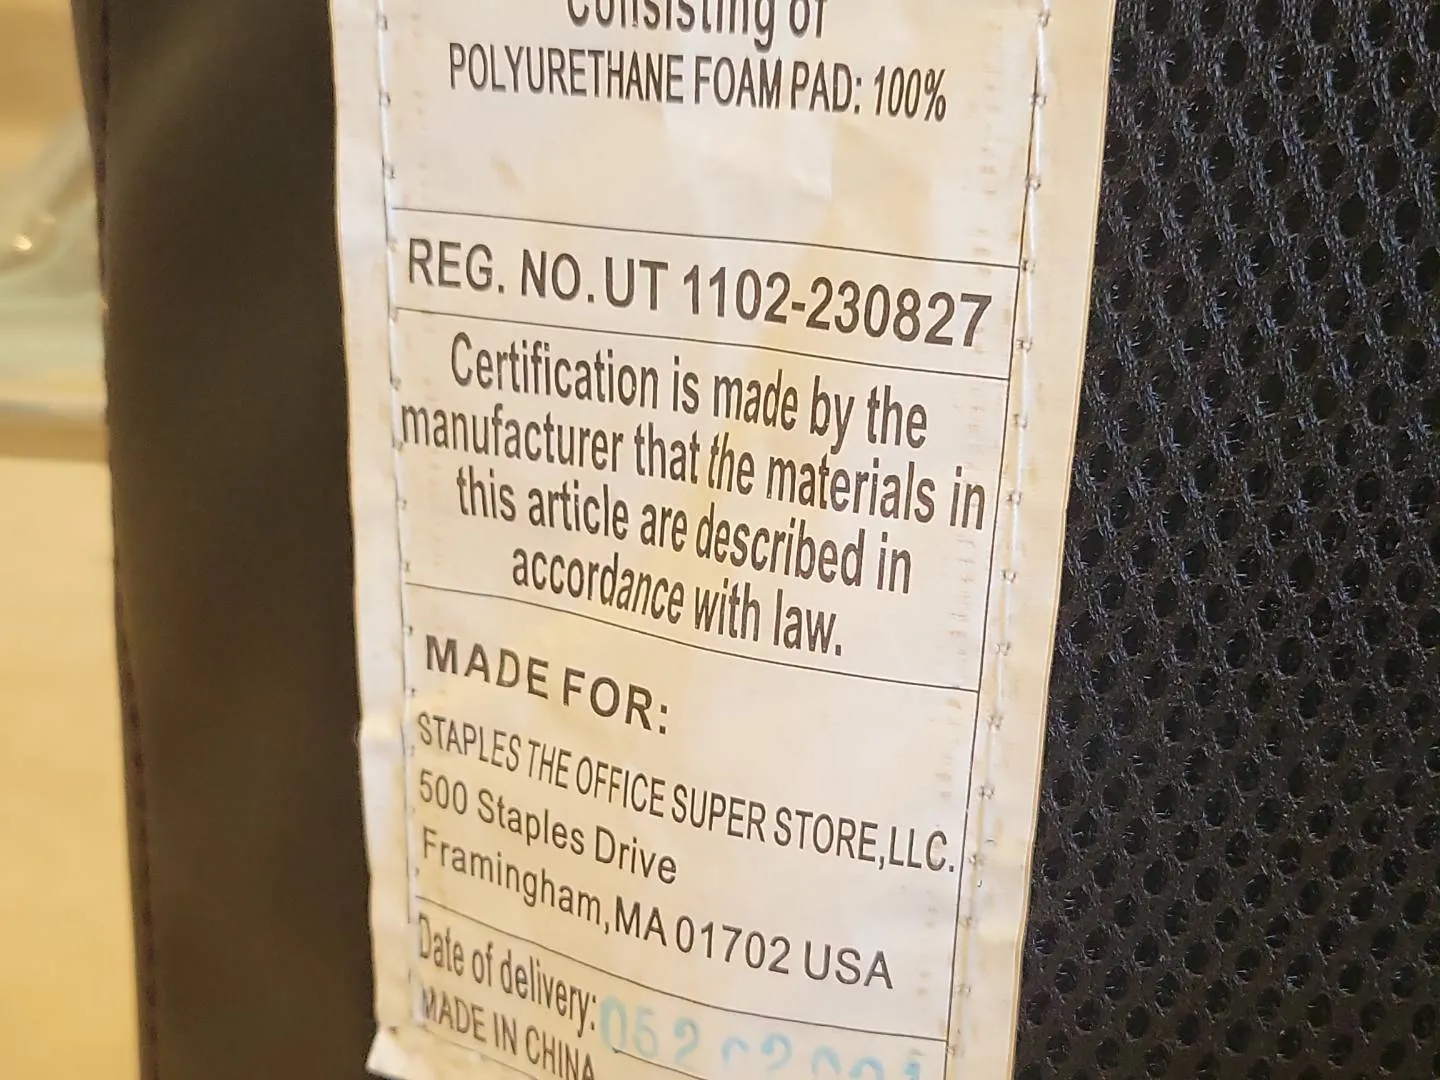 Consisting of
POLYURETHANE FOAM PAD: 100%
REG. NO.UT 1102-230827
Certification is made by the
manufacturer that the materials in
this article are described in
accordance with law.
MADE FOR:
STAPLES THE OFFICE SUPER STORE,LLC.
500 Staples Drive
Framingham,MA 01702 USA
Date of delivery:
MADE IN CHINA